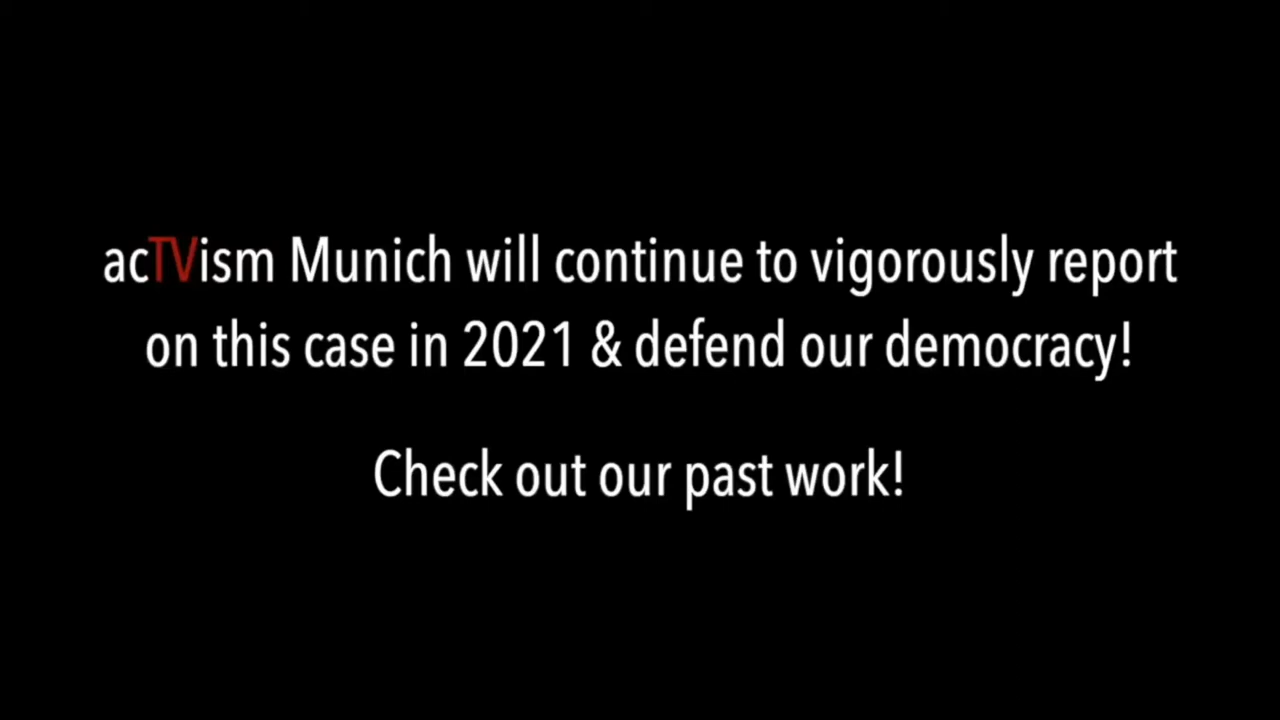 acTVism Munich will continue to vigorously report
on this case in 2021 & defend our democracy!
Check out our past work!